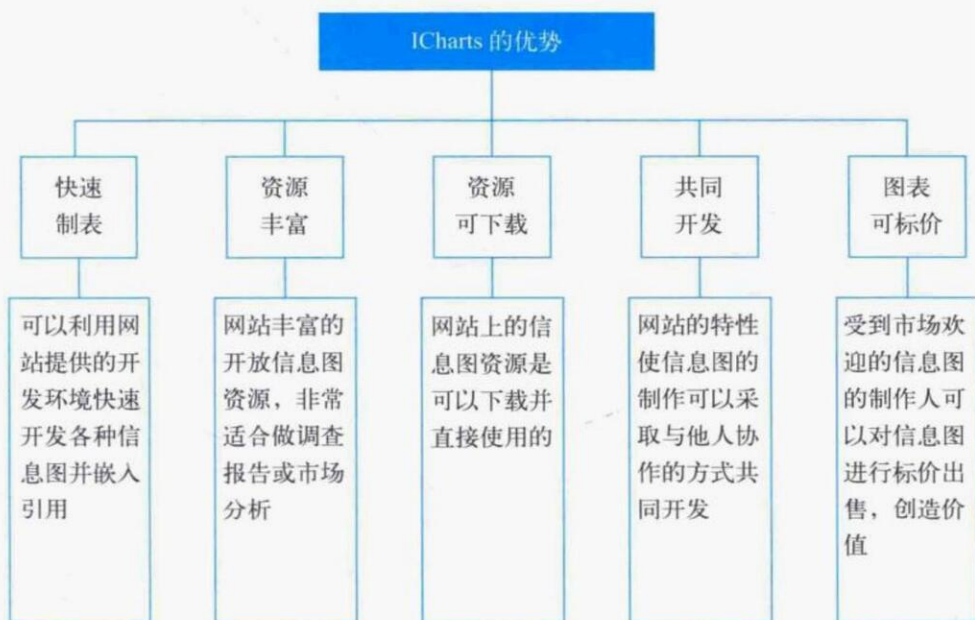 ICharts 的优势
快速
制表
资源
丰富
资源
可下载
共同
开发
图表
可标价
可以利用网
站提供的开
发环境快速
开发各种信
息图并嵌入
引用
网站丰富的
开放信息图
资源，非常
适合做调查
报告或市场
分析
网站上的信
息图资源是
可以下载并
直接使用的
网站的特性
使信息图的
制作可以采
取与他人协
作的方式共
同开发
受到市场欢
迎的信息图
的制作人可
以对信息图
进行标价出
售，创造价
值